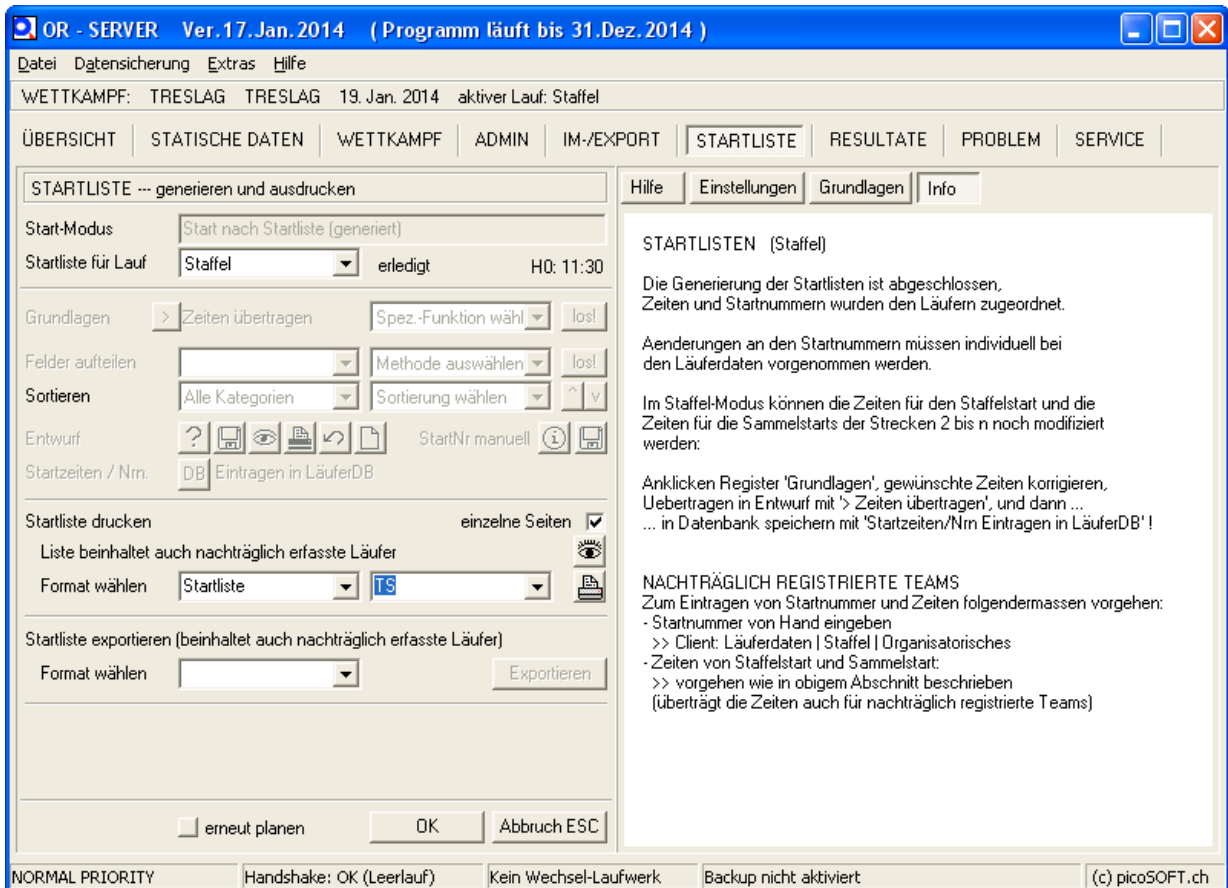 OR - SERVER Ver.17.Jan.2014 ( Programm läuft bis 31.Dez.2014 )
Datei Datensicherung Extras Hilfe
WETTKAMPF: TRESLAG TRESLAG 19. Jan. 2014 aktiver Lauf: Staffel
ÜBERSICHT STATISCHE DATEN WETTKAMPF ADMIN IM-/EXPORT STARTLISTE RESULTATE PROBLEM SERVICE
STARTLISTE --- generieren und ausdrucken
Start-Modus Start nach Startliste (generiert)
Startliste für Lauf Staffel erledigt H0: 11:30
Grundlagen > Zeiten übertragen Spez.-Funktion wähl los!
Felder aufteilen Methode auswählen los!
Sortieren Alle Kategorien Sortierung wählen ^ v
Entwurf ? StartNr manuell i
Startzeiten / Nrn. DB Eintragen in LäuferDB
Startliste drucken einzelne Seiten
Liste beinhaltet auch nachträglich erfasste Läufer
Format wählen Startliste TS
Startliste exportieren (beinhaltet auch nachträglich erfasste Läufer)
Format wählen Exportieren
erneut planen OK Abbruch ESC
Hilfe Einstellungen Grundlagen Info
STARTLISTEN (Staffel)
Die Generierung der Startlisten ist abgeschlossen,
Zeiten und Startnummern wurden den Läufern zugeordnet.
Aenderungen an den Startnummern müssen individuell bei
den Läuferdaten vorgenommen werden.
Im Staffel-Modus können die Zeiten für den Staffelstart und die
Zeiten für die Sammelstarts der Strecken 2 bis n noch modifiziert
werden:
Anklicken Register 'Grundlagen', gewünschte Zeiten korrigieren,
Uebertragen in Entwurf mit '> Zeiten übertragen', und dann ...
... in Datenbank speichern mit 'Startzeiten/Nrn Eintragen in LäuferDB' !
NACHTRÄGLICH REGISTRIERTE TEAMS
Zum Eintragen von Startnummer und Zeiten folgendermassen vorgehen:
- Startnummer von Hand eingeben
>> Client: Läuferdaten | Staffel | Organisatorisches
- Zeiten von Staffelstart und Sammelstart:
>> vorgehen wie in obigem Abschnitt beschrieben
(überträgt die Zeiten auch für nachträglich registrierte Teams)
NORMAL PRIORITY Handshake: OK (Leerlauf) Kein Wechsel-Laufwerk Backup nicht aktiviert (c) picoSOFT.ch